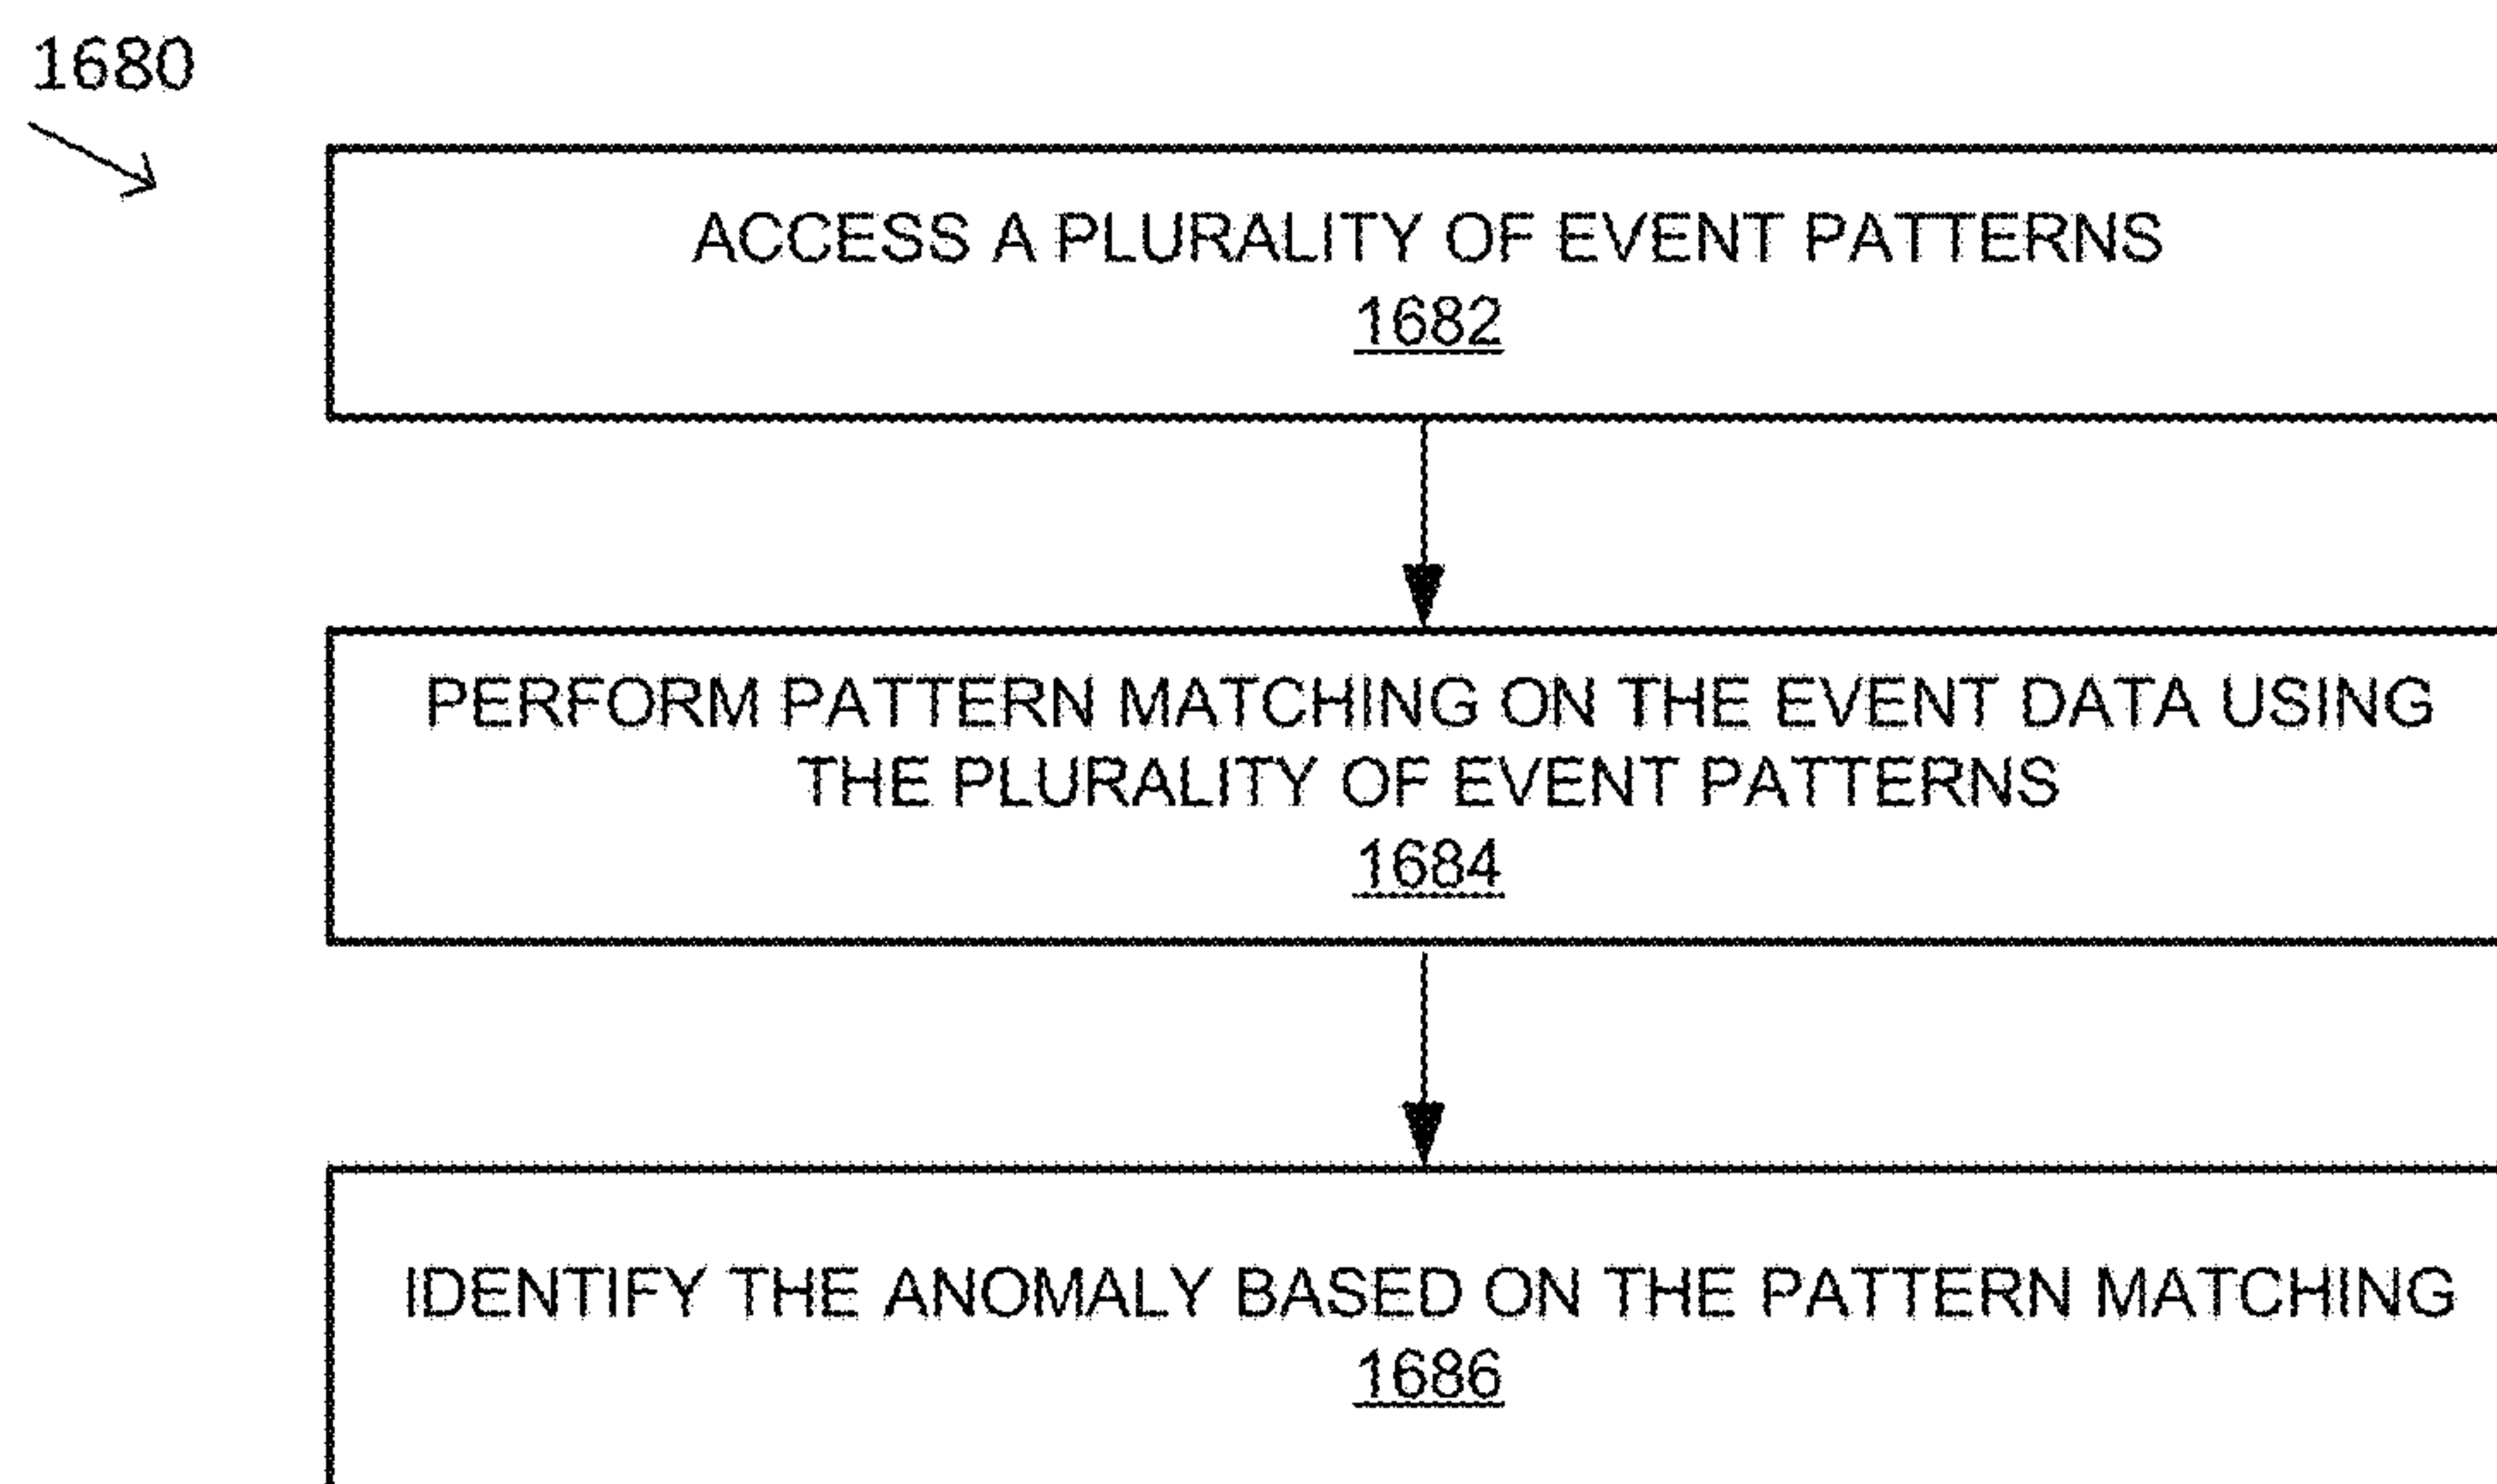 1680
ACCESS A PLURALITY OF EVENT PATTERNS
1682
PERFORM PATTERN MATCHING ON THE EVENT DATA USING
THE PLURALITY OF EVENT PATTERNS
1684
IDENTIFY THE ANOMALY BASED ON THE PATTERN MATCHING
1686